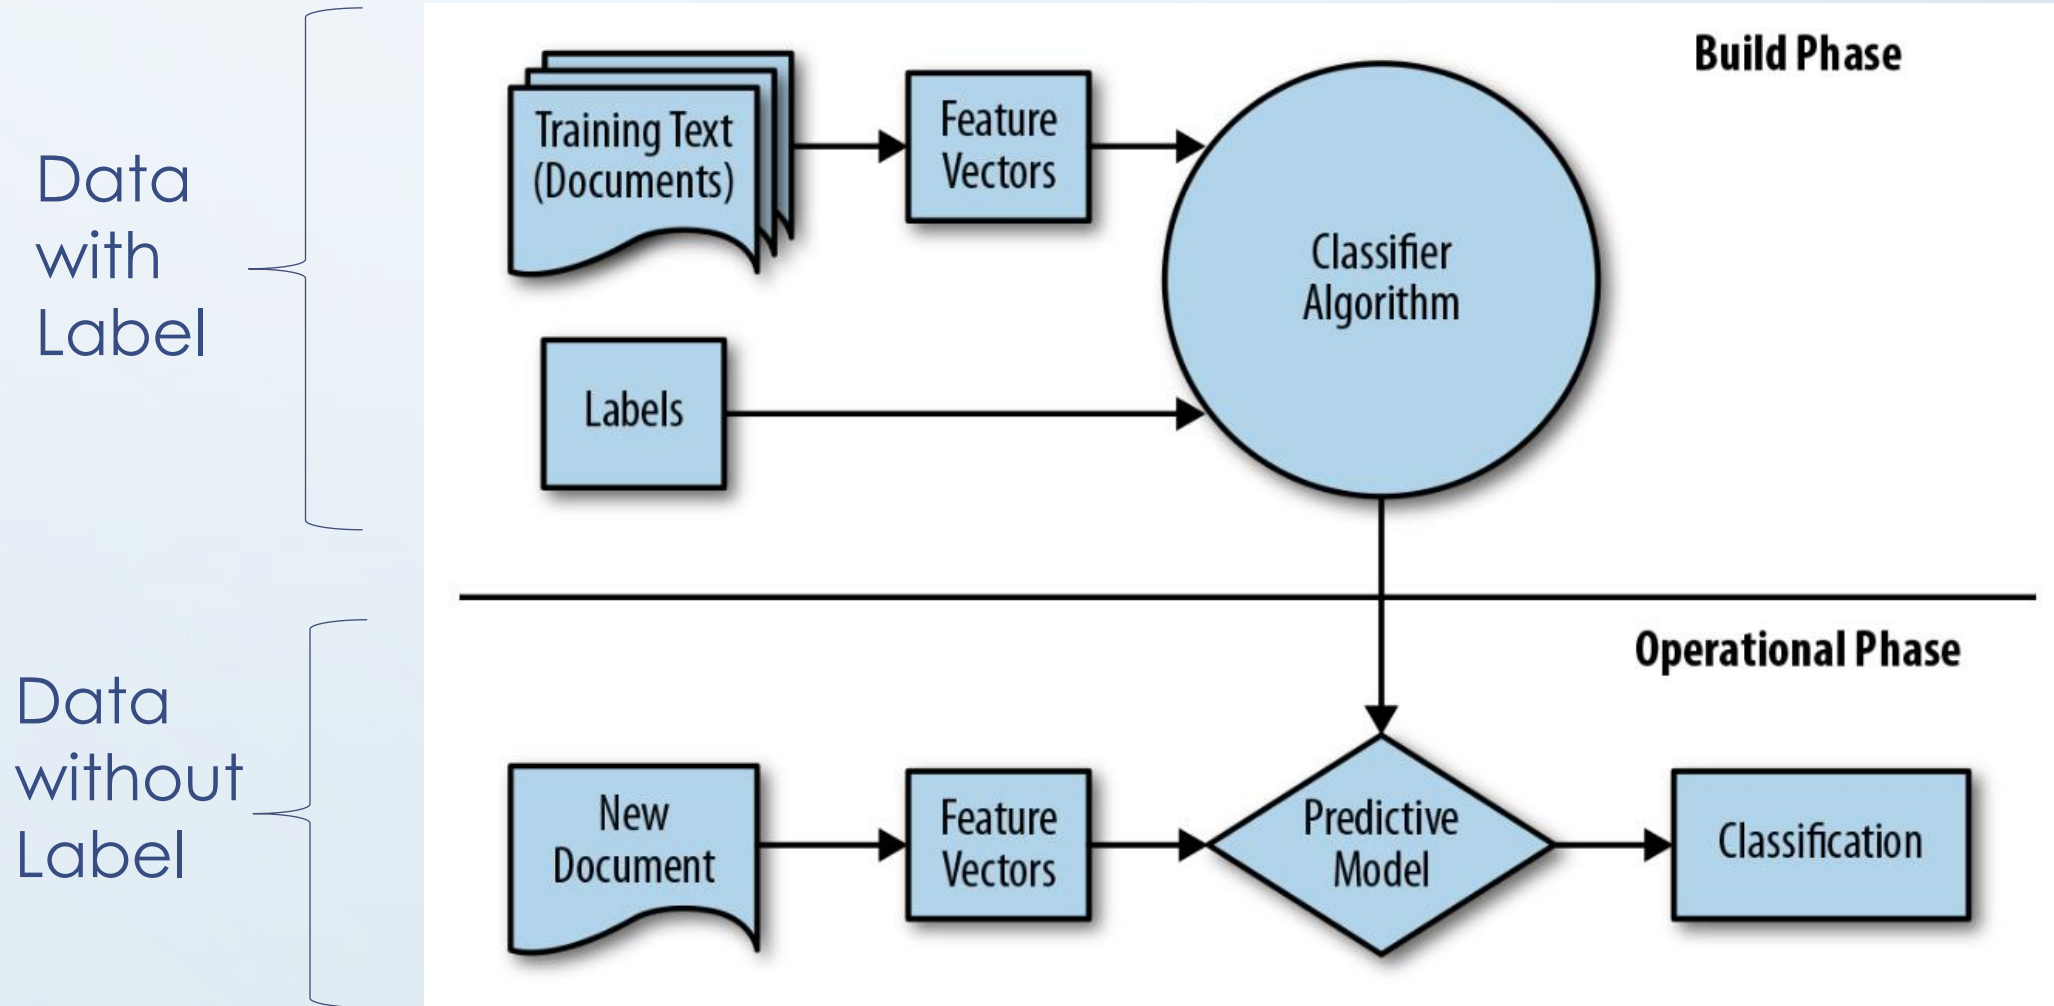 Data
with
Label
Build Phase
Training Text
(Documents)
Feature
Vectors
Classifier
Algorithm
Labels
Data
without
Label
Operational Phase
New
Document
Feature
Vectors
Predictive
Model
Classification